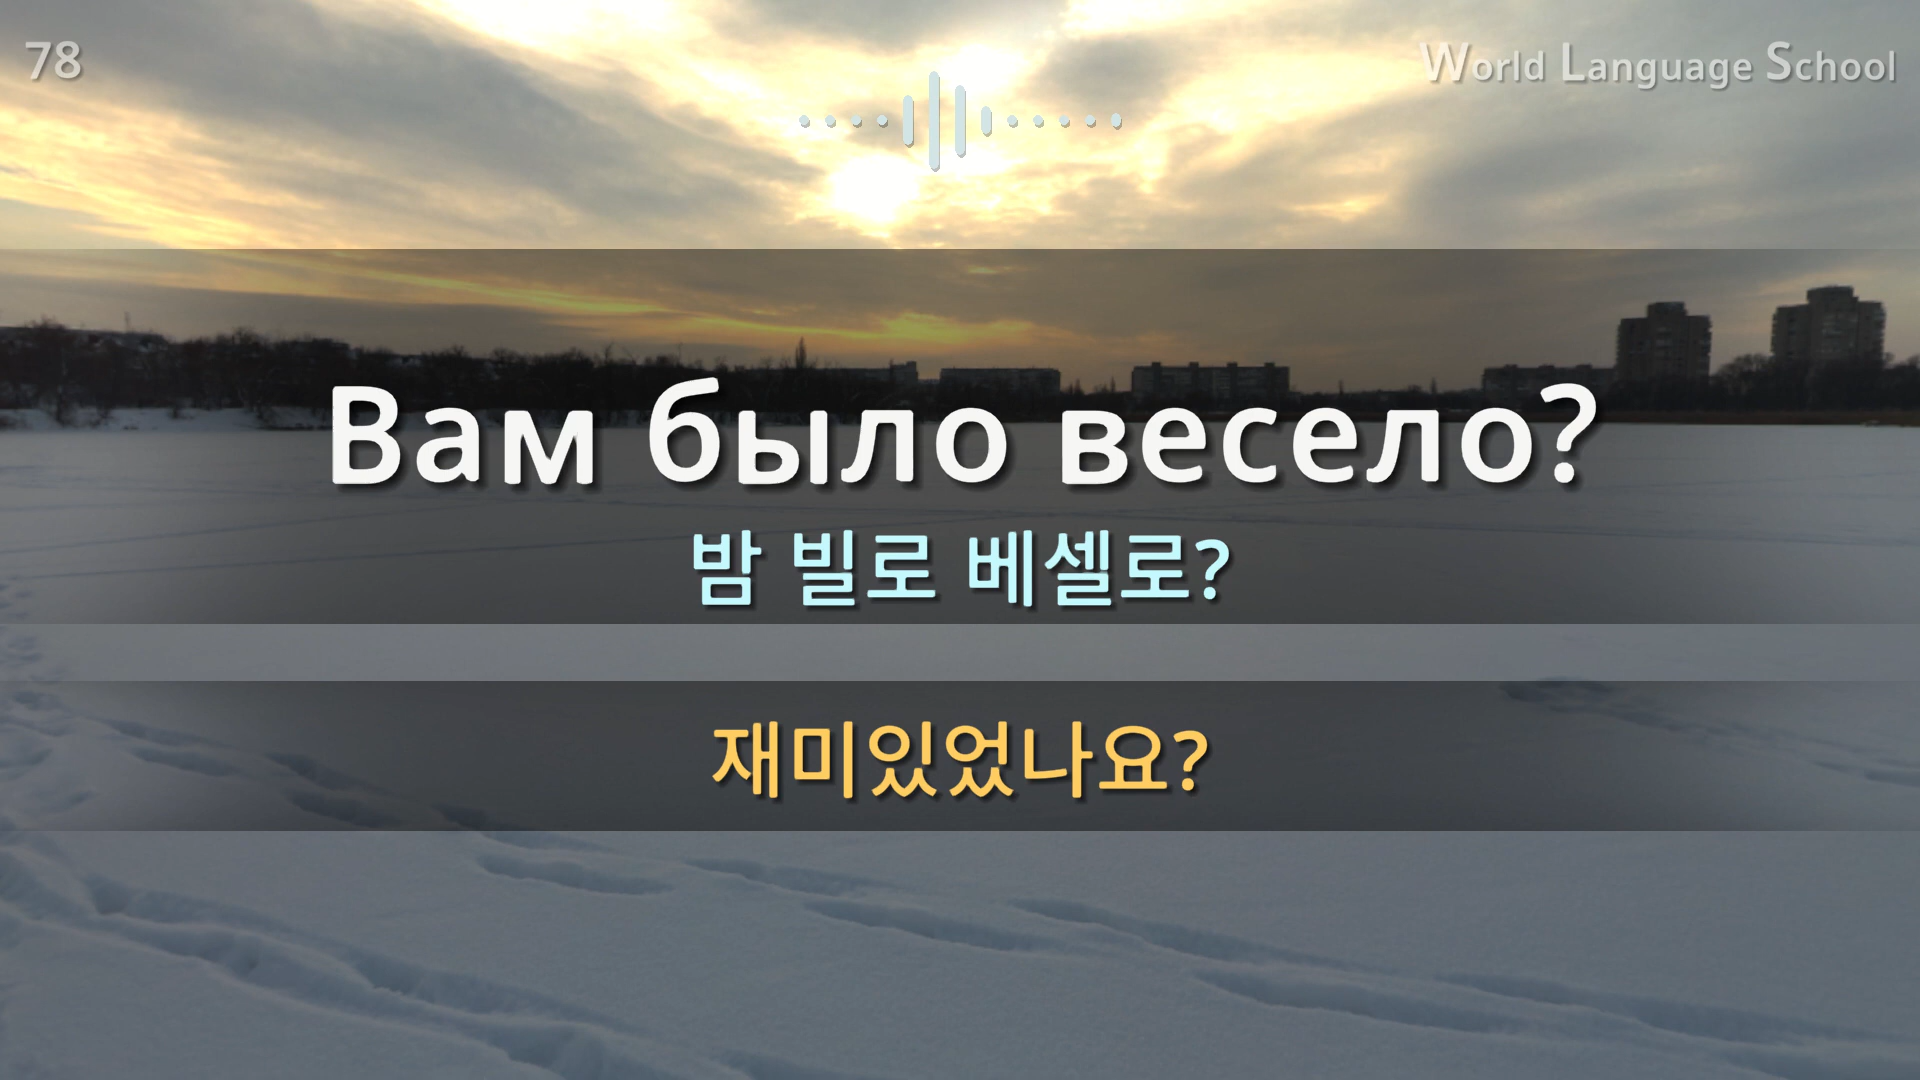 78
World Language School
Вам было весело?
밤 빌로 베셀로?
재미있었나요?